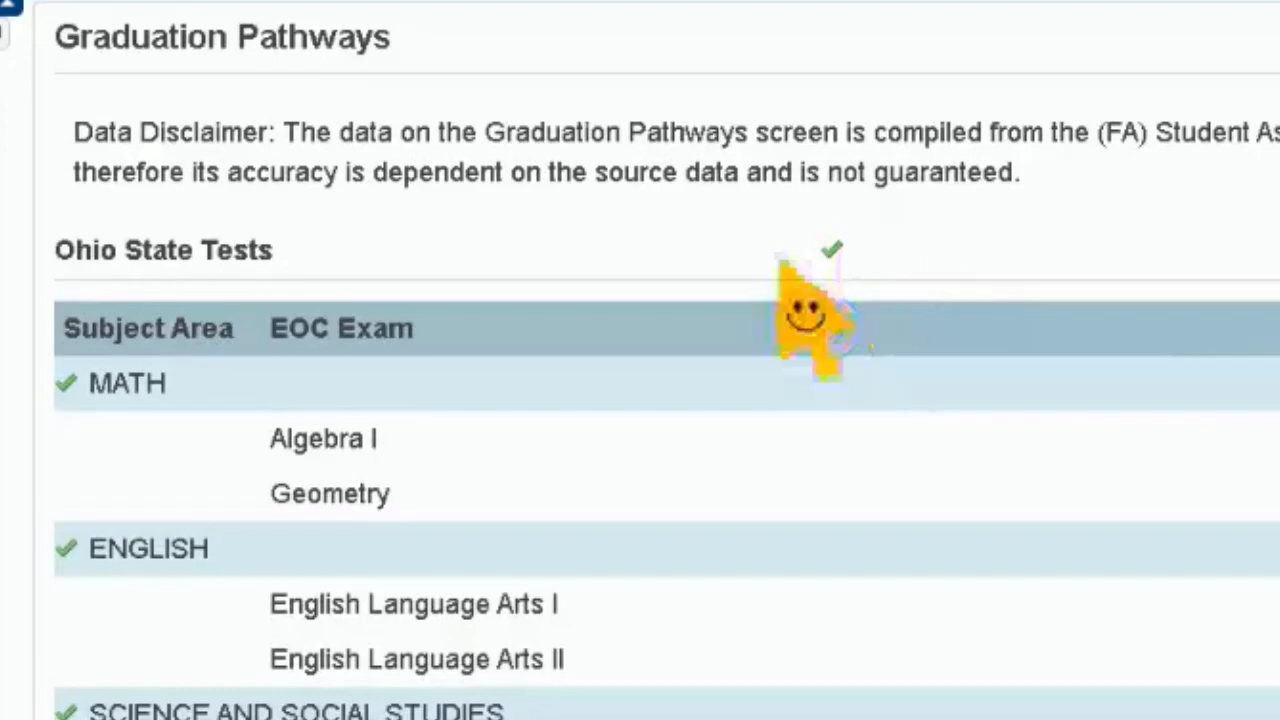 Graduation Pathways
Data Disclaimer: The data on the Graduation Pathways screen is compiled from the (FA) Student
therefore its accuracy is dependent on the source data and is not guaranteed.
Ohio State Tests
Subject Area EOC Exam
MATH
Algebra I
Geometry
ENGLISH
English Language Arts I
English Language Arts II
SCIENCE AND SOCIAL STUDIES